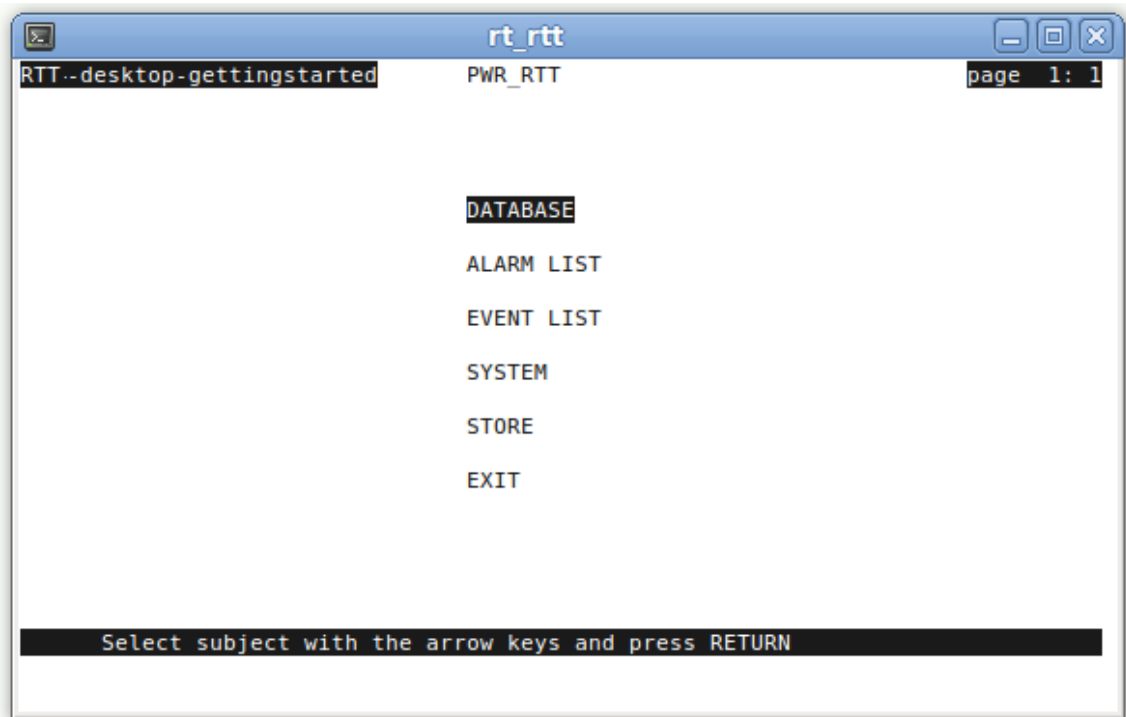 rt_rtt
RTT--desktop-gettingstarted PWR_RTT page 1: 1
DATABASE
ALARM LIST
EVENT LIST
SYSTEM
STORE
EXIT
Select subject with the arrow keys and press RETURN